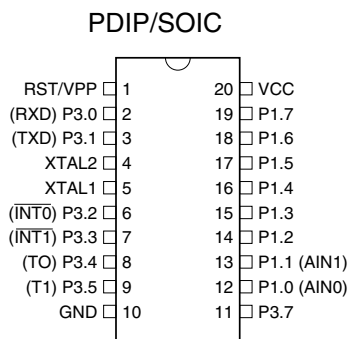 PDIP/SOIC
RST/VPP 1 20 VCC
(RXD) P3.0 2 19 P1.7
(TXD) P3.1 3 18 P1.6
XTAL2 4 17 P1.5
XTAL1 5 16 P1.4
(INT0) P3.2 6 15 P1.3
(INT1) P3.3 7 14 P1.2
(TO) P3.4 8 13 P1.1 (AIN1)
(T1) P3.5 9 12 P1.0 (AIN0)
GND 10 11 P3.7